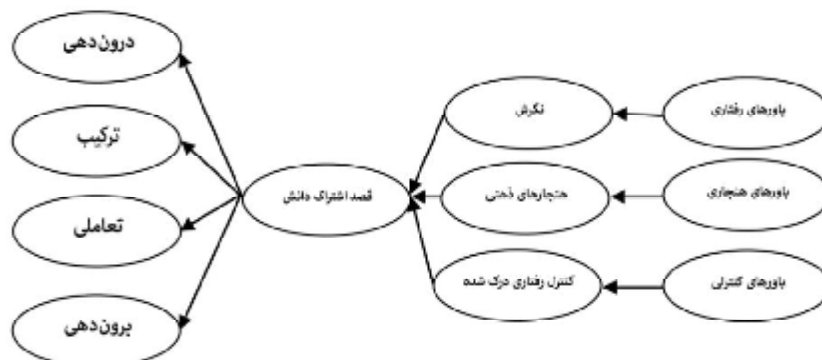 باورهای رفتاری
باورهای هنجاری
باورهای کنترلی
نگرش
هنجارهای ذهنی
کنترل رفتاری درک شده
قصد اشتراک دانش
درون‌دهی
ترکیب
تعاملی
برون‌دهی